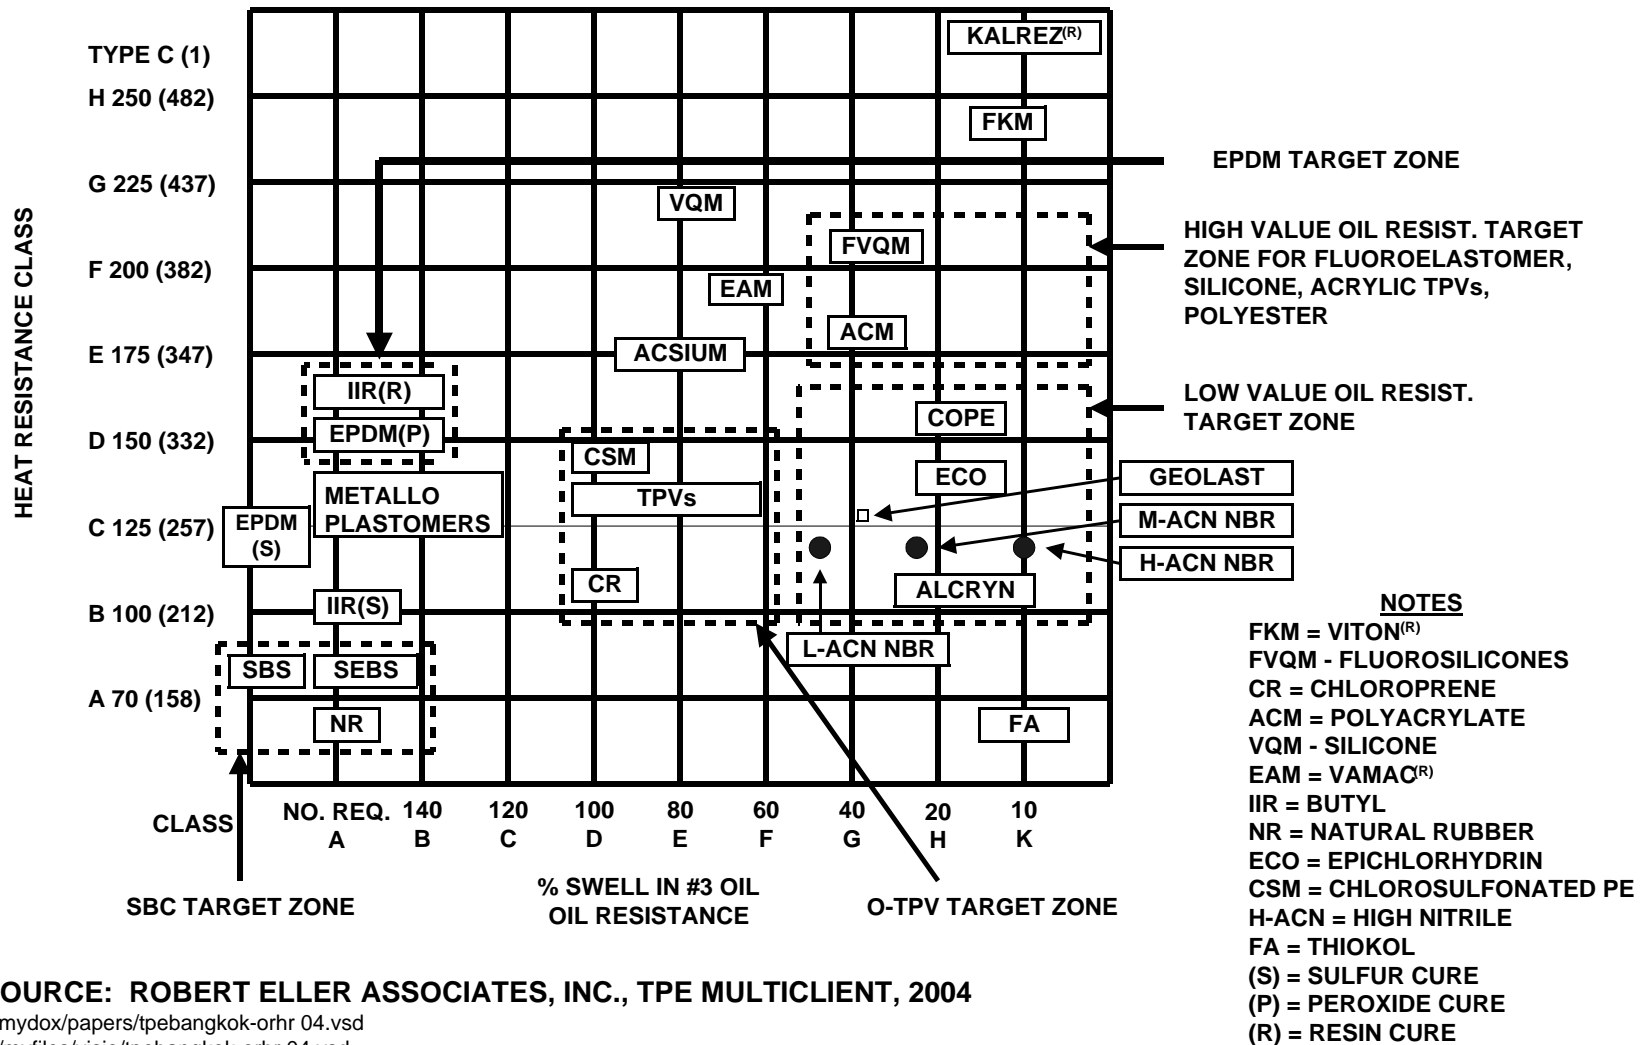 KALREZ(R)
TYPE C (1)
H 250 (482)
FKM
EPDM TARGET ZONE
G 225 (437)
VQM
HIGH VALUE OIL RESIST. TARGET
ZONE FOR FLUOROELASTOMER,
SILICONE, ACRYLIC TPVs,
POLYESTER
FVQM
F 200 (382)
EAM
HEAT RESISTANCE CLASS
ACM
E 175 (347)
ACSIUM
IIR(R)
LOW VALUE OIL RESIST.
TARGET ZONE
COPE
EPDM(P)
D 150 (332)
CSM
ECO
GEOLAST
METALLO
PLASTOMERS
TPVs
M-ACN NBR
C 125 (257)
EPDM
(S)
H-ACN NBR
CR
ALCRYN
IIR(S)
B 100 (212)
L-ACN NBR
SBS
SEBS
A 70 (158)
NR
FA
NO. REQ. 140 120 100 80 60 40 20 10
CLASS
A B C D E F G H K
% SWELL IN #3 OIL
OIL RESISTANCE
SBC TARGET ZONE
O-TPV TARGET ZONE
NOTES
FKM = VITON(R)
FVQM - FLUOROSILICONES
CR = CHLOROPRENE
ACM = POLYACRYLATE
VQM - SILICONE
EAM = VAMAC(R)
IIR = BUTYL
NR = NATURAL RUBBER
ECO = EPICHLORHYDRIN
CSM = CHLOROSULFONATED PE
H-ACN = HIGH NITRILE
FA = THIOKOL
(S) = SULFUR CURE
(P) = PEROXIDE CURE
(R) = RESIN CURE
OURCE: ROBERT ELLER ASSOCIATES, INC., TPE MULTICLIENT, 2004
mydox/papers/tpebangkok-orhr 04.vsd